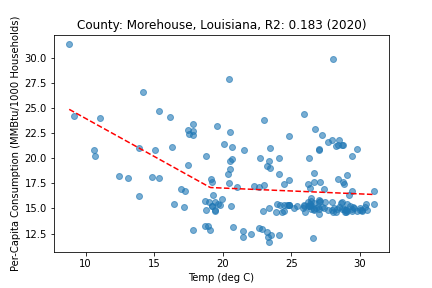 County: Morehouse, Louisiana, R2: 0.183 (2020)
Per-Capita Consumption (MMBtu/1000 Households)
30.0
27.5
25.0
22.5
20.0
17.5
15.0
12.5
10 15 20 25 30
Temp (deg C)